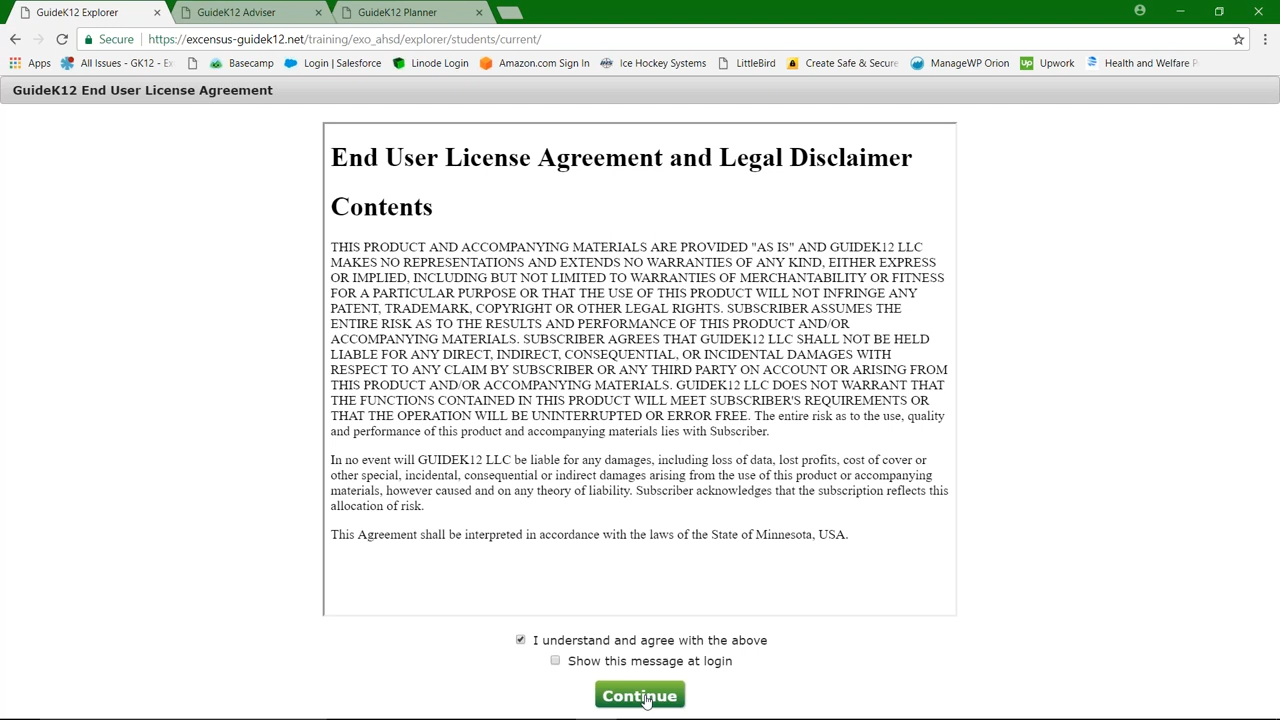 GuideK12 Explorer
GuideK12 Adviser
GuideK12 Planner
Secure https://excensus-guidek12.net/training/exo_ahsd/explorer/students/current/
Apps All Issues - GK12 - Ex Basecamp Login | Salesforce Linode Login Amazon.com Sign In Ice Hockey Systems LittleBird Create Safe & Secure ManageWP Orion Up Upwork Health and Welfare P
GuideK12 End User License Agreement
End User License Agreement and Legal Disclaimer
Contents
THIS PRODUCT AND ACCOMPANYING MATERIALS ARE PROVIDED "AS IS" AND GUIDEK12 LLC
MAKES NO REPRESENTATIONS AND EXTENDS NO WARRANTIES OF ANY KIND, EITHER EXPRESS
OR IMPLIED, INCLUDING BUT NOT LIMITED TO WARRANTIES OF MERCHANTABILITY OR FITNESS
FOR A PARTICULAR PURPOSE OR THAT THE USE OF THIS PRODUCT WILL NOT INFRINGE ANY
PATENT, TRADEMARK, COPYRIGHT OR OTHER LEGAL RIGHTS. SUBSCRIBER ASSUMES THE
ENTIRE RISK AS TO THE RESULTS AND PERFORMANCE OF THIS PRODUCT AND/OR
ACCOMPANYING MATERIALS. SUBSCRIBER AGREES THAT GUIDEK12 LLC SHALL NOT BE HELD
LIABLE FOR ANY DIRECT, INDIRECT, CONSEQUENTIAL, OR INCIDENTAL DAMAGES WITH
RESPECT TO ANY CLAIM BY SUBSCRIBER OR ANY THIRD PARTY ON ACCOUNT OR ARISING FROM
THIS PRODUCT AND/OR ACCOMPANYING MATERIALS. GUIDEK12 LLC DOES NOT WARRANT THAT
THE FUNCTIONS CONTAINED IN THIS PRODUCT WILL MEET SUBSCRIBER'S REQUIREMENTS OR
THAT THE OPERATION WILL BE UNINTERRUPTED OR ERROR FREE. The entire risk as to the use, quality
and performance of this product and accompanying materials lies with Subscriber.
In no event will GUIDEK12 LLC be liable for any damages, including loss of data, lost profits, cost of cover or
other special, incidental, consequential or indirect damages arising from the use of this product or accompanying
materials, however caused and on any theory of liability. Subscriber acknowledges that the subscription reflects this
allocation of risk.
This Agreement shall be interpreted in accordance with the laws of the State of Minnesota, USA.
I understand and agree with the above
Show this message at login
Continue